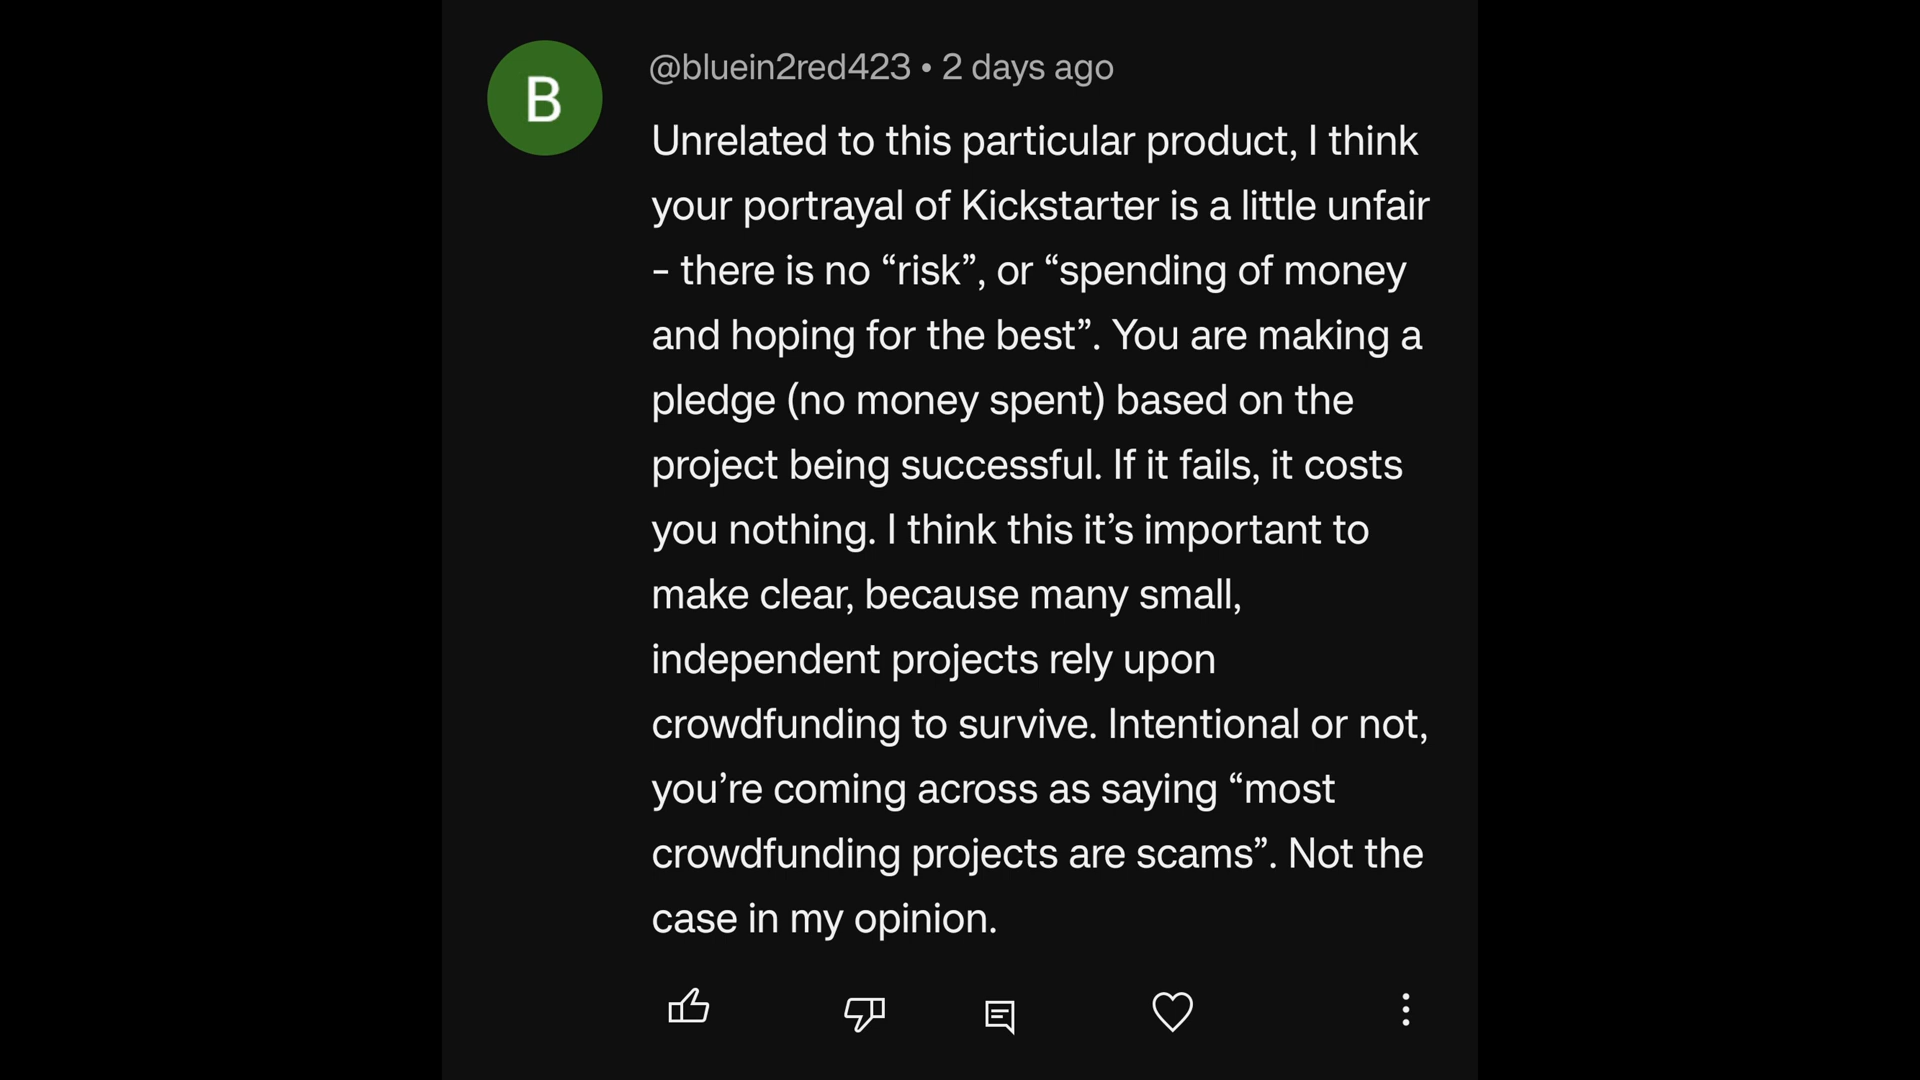 B
@bluein2red423 • 2 days ago
Unrelated to this particular product, I think
your portrayal of Kickstarter is a little unfair
- there is no “risk”, or “spending of money
and hoping for the best”. You are making a
pledge (no money spent) based on the
project being successful. If it fails, it costs
you nothing. I think this it’s important to
make clear, because many small,
independent projects rely upon
crowdfunding to survive. Intentional or not,
you’re coming across as saying “most
crowdfunding projects are scams”. Not the
case in my opinion.